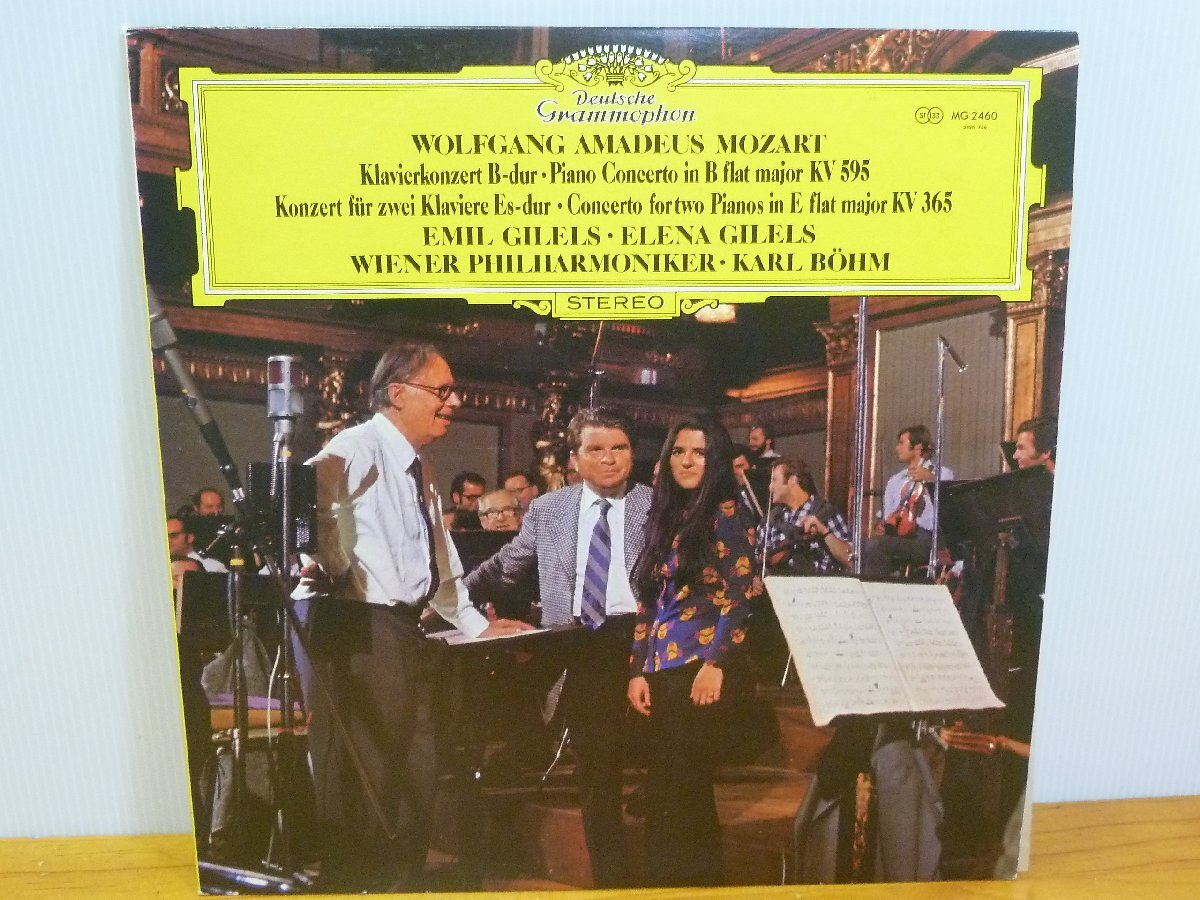 Deutsche
Grammophon
ST 33 MG 2460
WOLFGANG AMADEUS MOZART
Klavierkonzert B-dur · Piano Concerto in B flat major KV 595
Konzert für zwei Klaviere Es-dur · Concerto for two Pianos in E flat major KV 365
EMIL GILELS · ELENA GILELS
WIENER PHILHARMONIKER · KARL BÖHM
STEREO